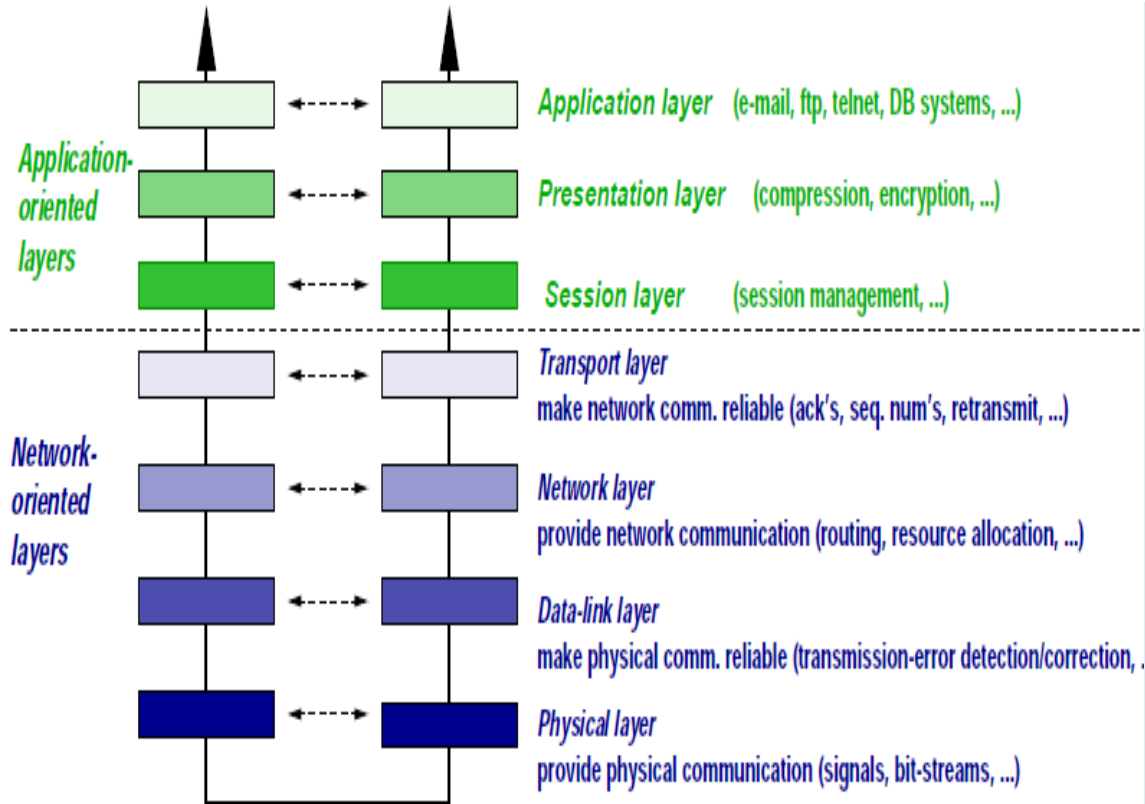 Application-
oriented
layers
Application layer (e-mail, ftp, telnet, DB systems, ...)
Presentation layer (compression, encryption, ...)
Session layer (session management, ...)
Network-
oriented
layers
Transport layer
make network comm. reliable (ack's, seq. num's, retransmit, ...)
Network layer
provide network communication (routing, resource allocation, ...)
Data-link layer
make physical comm. reliable (transmission-error detection/correction, .
Physical layer
provide physical communication (signals, bit-streams, ...)